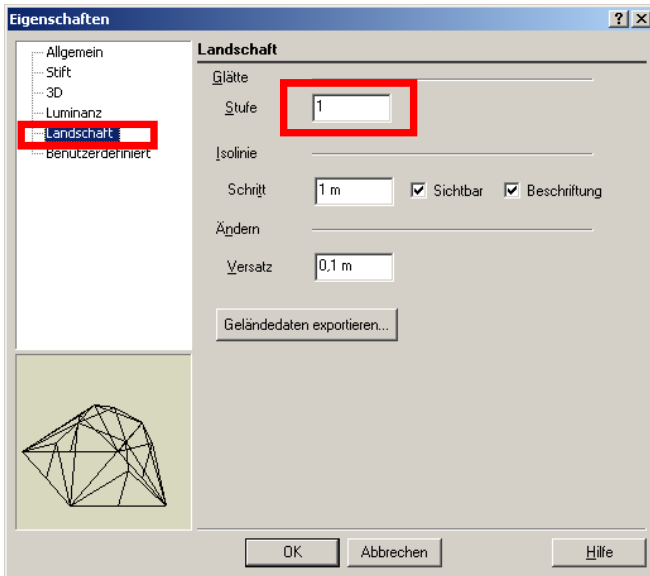 Eigenschaften
Allgemein
Stift
3D
Luminanz
Landschaft
Benutzerdefiniert
Landschaft
Glätte
Stufe 1
Isolinie
Schritt 1 m Sichtbar Beschriftung
Ändern
Versatz 0,1 m
Geländedaten exportieren...
OK Abbrechen Hilfe